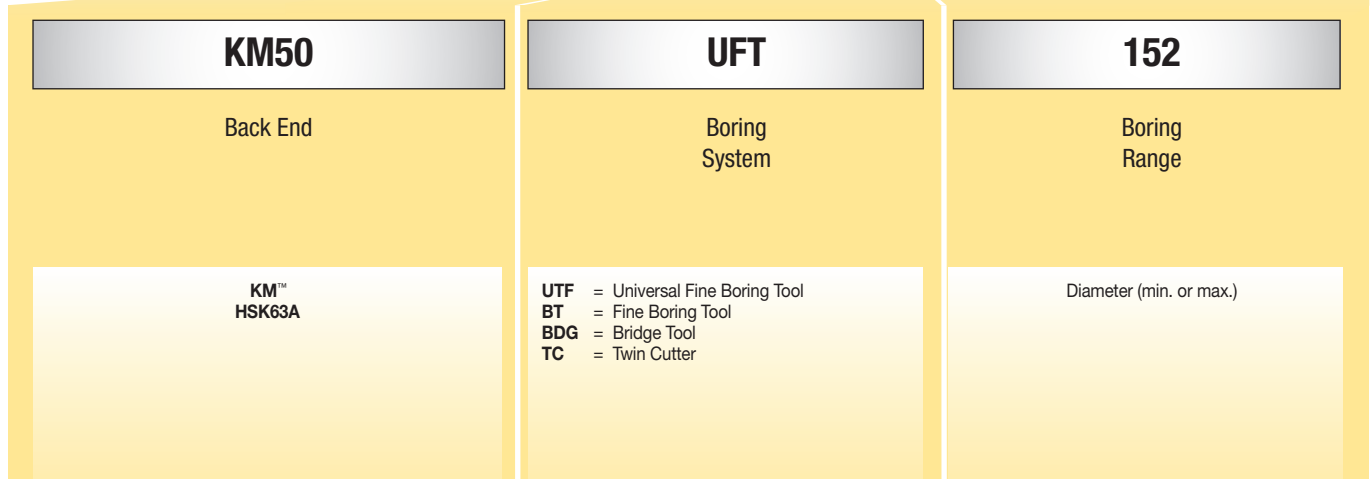 KM50
UFT
152
Back End
Boring
System
Boring
Range
KM™
HSK63A
UTF = Universal Fine Boring Tool
BT = Fine Boring Tool
BDG = Bridge Tool
TC = Twin Cutter
Diameter (min. or max.)